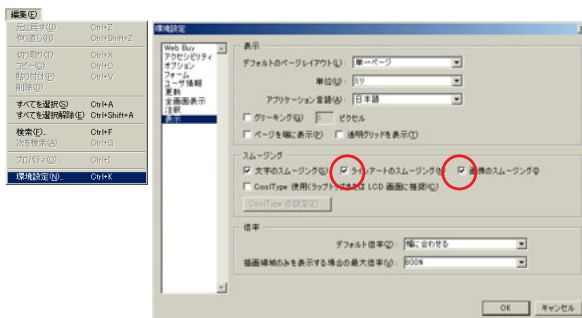 編集(E)
元に戻す(U) Ctrl+Z
やり直し(R) Ctrl+Shift+Z
切り取り(T) Ctrl+X
コピー(C) Ctrl+C
貼り付け(P) Ctrl+V
削除(D)
すべてを選択(S) Ctrl+A
すべてを選択解除(E) Ctrl+Shift+A
検索(F)... Ctrl+F
次を検索(A) Ctrl+G
プロパティ(O)... Ctrl+I
環境設定(N)... Ctrl+K
環境設定
Web Buy
アクセシビリティ
オプション
フォーム
ユーザ情報
更新
全画面表示
注釈
表示
表示
デフォルトのページレイアウト(L): 単一ページ
単位(U): ミリ
アプリケーション言語(A): 日本語
グリーキング(G) 6 ピクセル
ページを端に表示(P) 透明グリッドを表示(T)
スムージング
文字のスムージング ラインアートのスムージング 画像のスムージング
CoolType 使用(ラップトップまたは LCD 画面に推奨)(C)
CoolType の設定
倍率
デフォルト倍率(Z): 幅に合わせる
描画領域のみを表示する場合の最大倍率(V): 800%
OK キャンセル